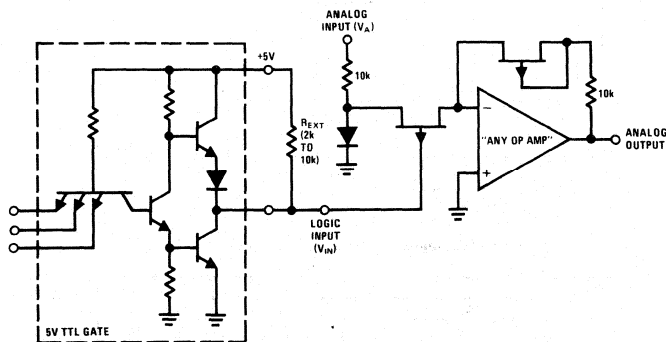 ANALOG
INPUT (VA)
+5V
10k
REXT
(2k
TO
10k)
10k
"ANY OP AMP"
−
+
ANALOG
OUTPUT
LOGIC
INPUT
(VIN)
5V TTL GATE